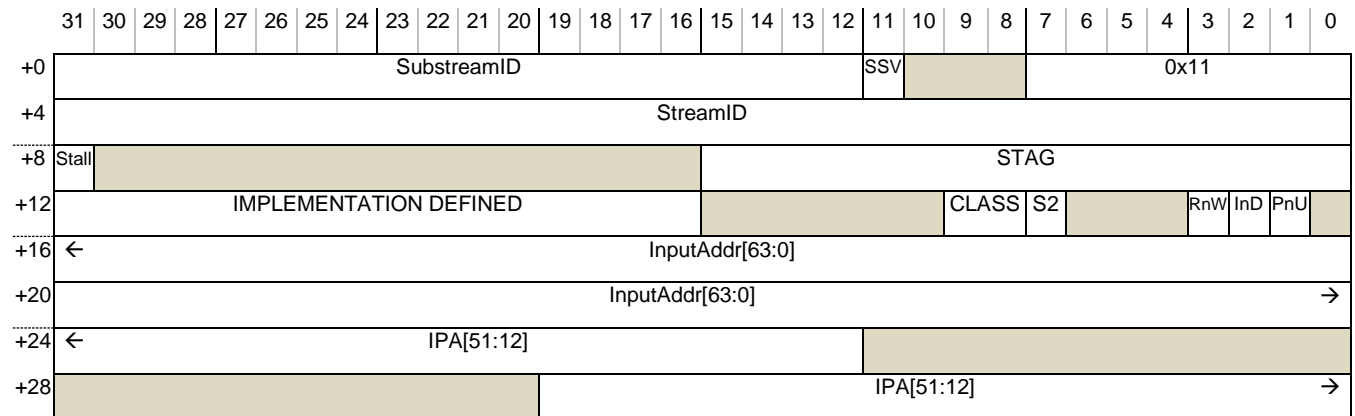 31 30 29 28 27 26 25 24 23 22 21 20 19 18 17 16 15 14 13 12 11 10 9 8 7 6 5 4 3 2 1 0
+0 SubstreamID SSV 0x11
+4 StreamID
+8 Stall STAG
+12 IMPLEMENTATION DEFINED CLASS S2 RnW InD PnU
+16 ← InputAddr[63:0]
+20 InputAddr[63:0] →
+24 ← IPA[51:12]
+28 IPA[51:12] →